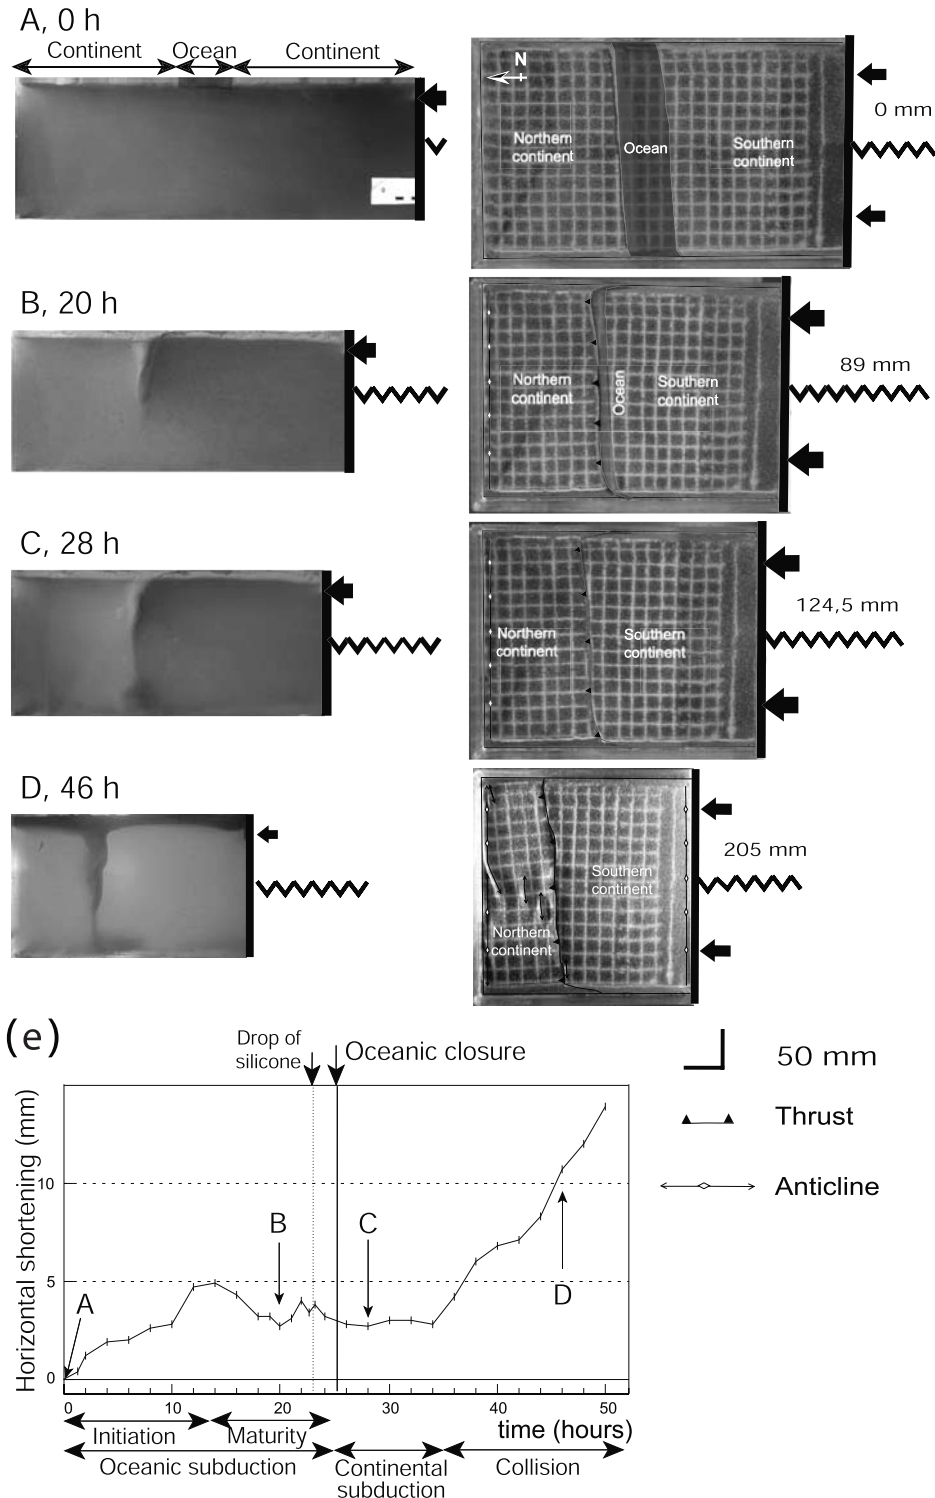 A, 0 h
Continent
Ocean
Continent
N
Northern
continent
Ocean
Southern
continent
0 mm
B, 20 h
Northern
continent
Ocean
Southern
continent
89 mm
C, 28 h
Northern
continent
Southern
continent
124,5 mm
D, 46 h
Southern
continent
Northern
continent
205 mm
(e)
Drop of
silicone
Oceanic closure
50 mm
Thrust
Anticline
Horizontal shortening (mm)
10
5
0
A
B
C
D
0
10
20
30
40
50
time (hours)
Initiation
Maturity
Oceanic subduction
Continental
subduction
Collision